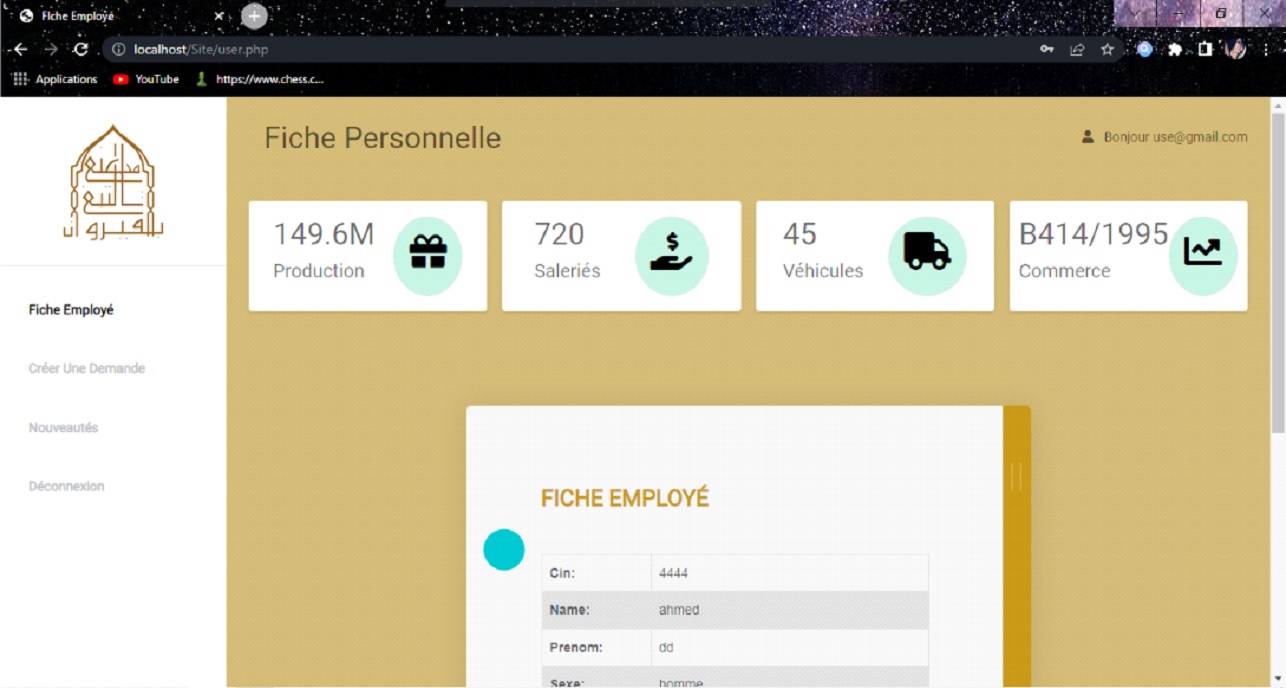 Fiche Employé
localhost/Site/user.php
Applications YouTube https://www.chess.c...
Fiche Personnelle
Bonjour use@gmail.com
149.6M
Production
720
Saleriés
45
Véhicules
B414/1995
Commerce
Fiche Employé
Créer Une Demande
Nouveautés
Déconnexion
FICHE EMPLOYÉ
Cin: 4444
Name: ahmed
Prenom: dd
Sexe: homme